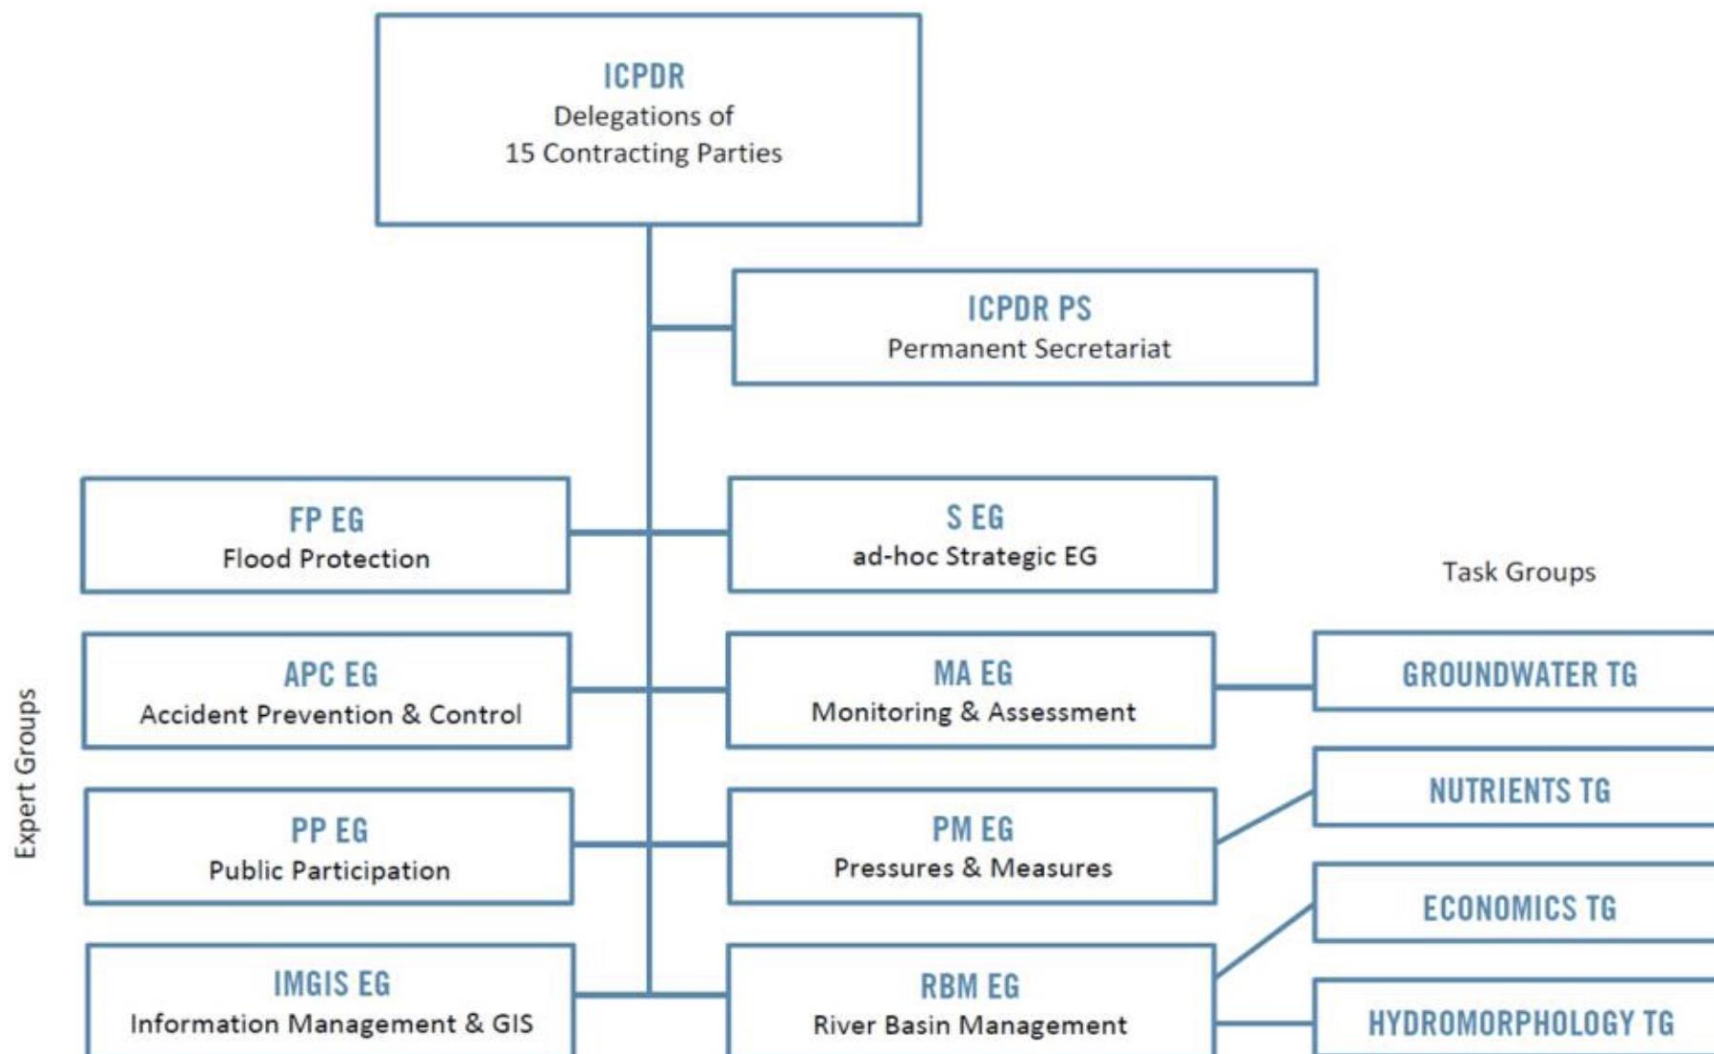 ICPDR
Delegations of
15 Contracting Parties
ICPDR PS
Permanent Secretariat
FP EG
Flood Protection
S EG
ad-hoc Strategic EG
Task Groups
Expert Groups
APC EG
Accident Prevention & Control
MA EG
Monitoring & Assessment
GROUNDWATER TG
PP EG
Public Participation
PM EG
Pressures & Measures
NUTRIENTS TG
ECONOMICS TG
IMGIS EG
Information Management & GIS
RBM EG
River Basin Management
HYDROMORPHOLOGY TG